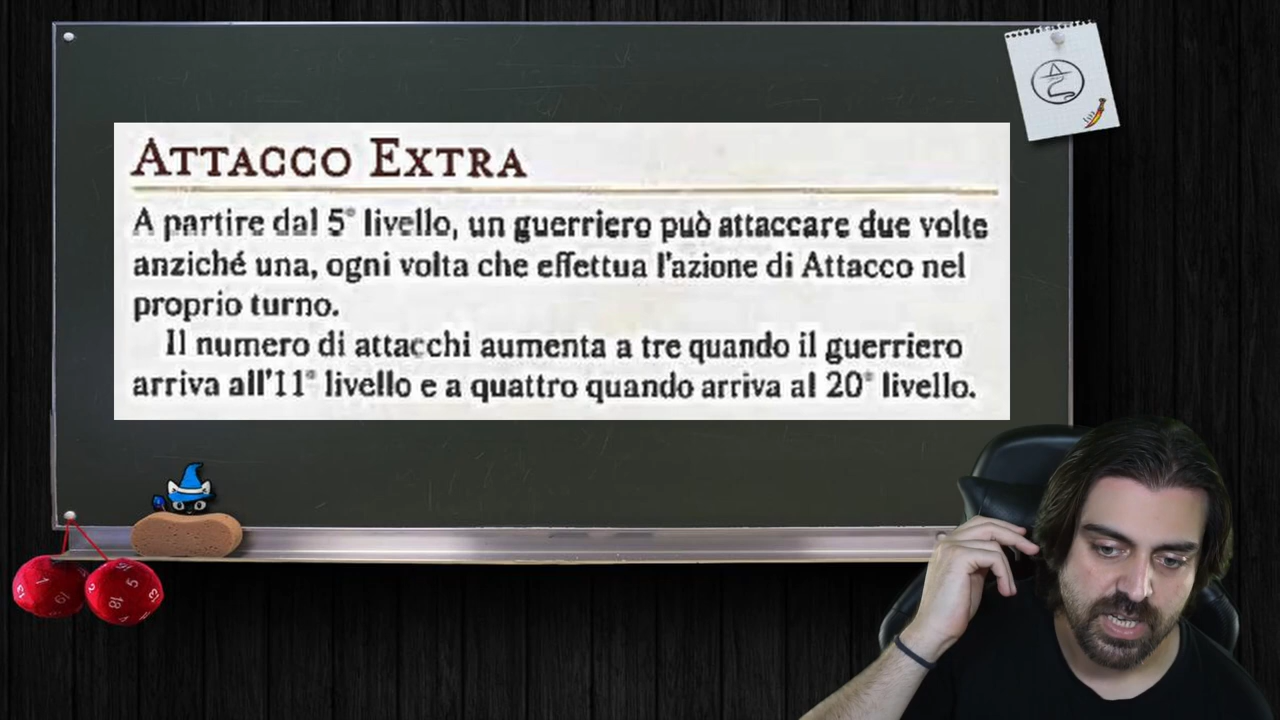 ATTACCO EXTRA
A partire dal 5° livello, un guerriero può attaccare due volte
anziché una, ogni volta che effettua l'azione di Attacco nel
proprio turno.
Il numero di attacchi aumenta a tre quando il guerriero
arriva all'11° livello e a quattro quando arriva al 20° livello.